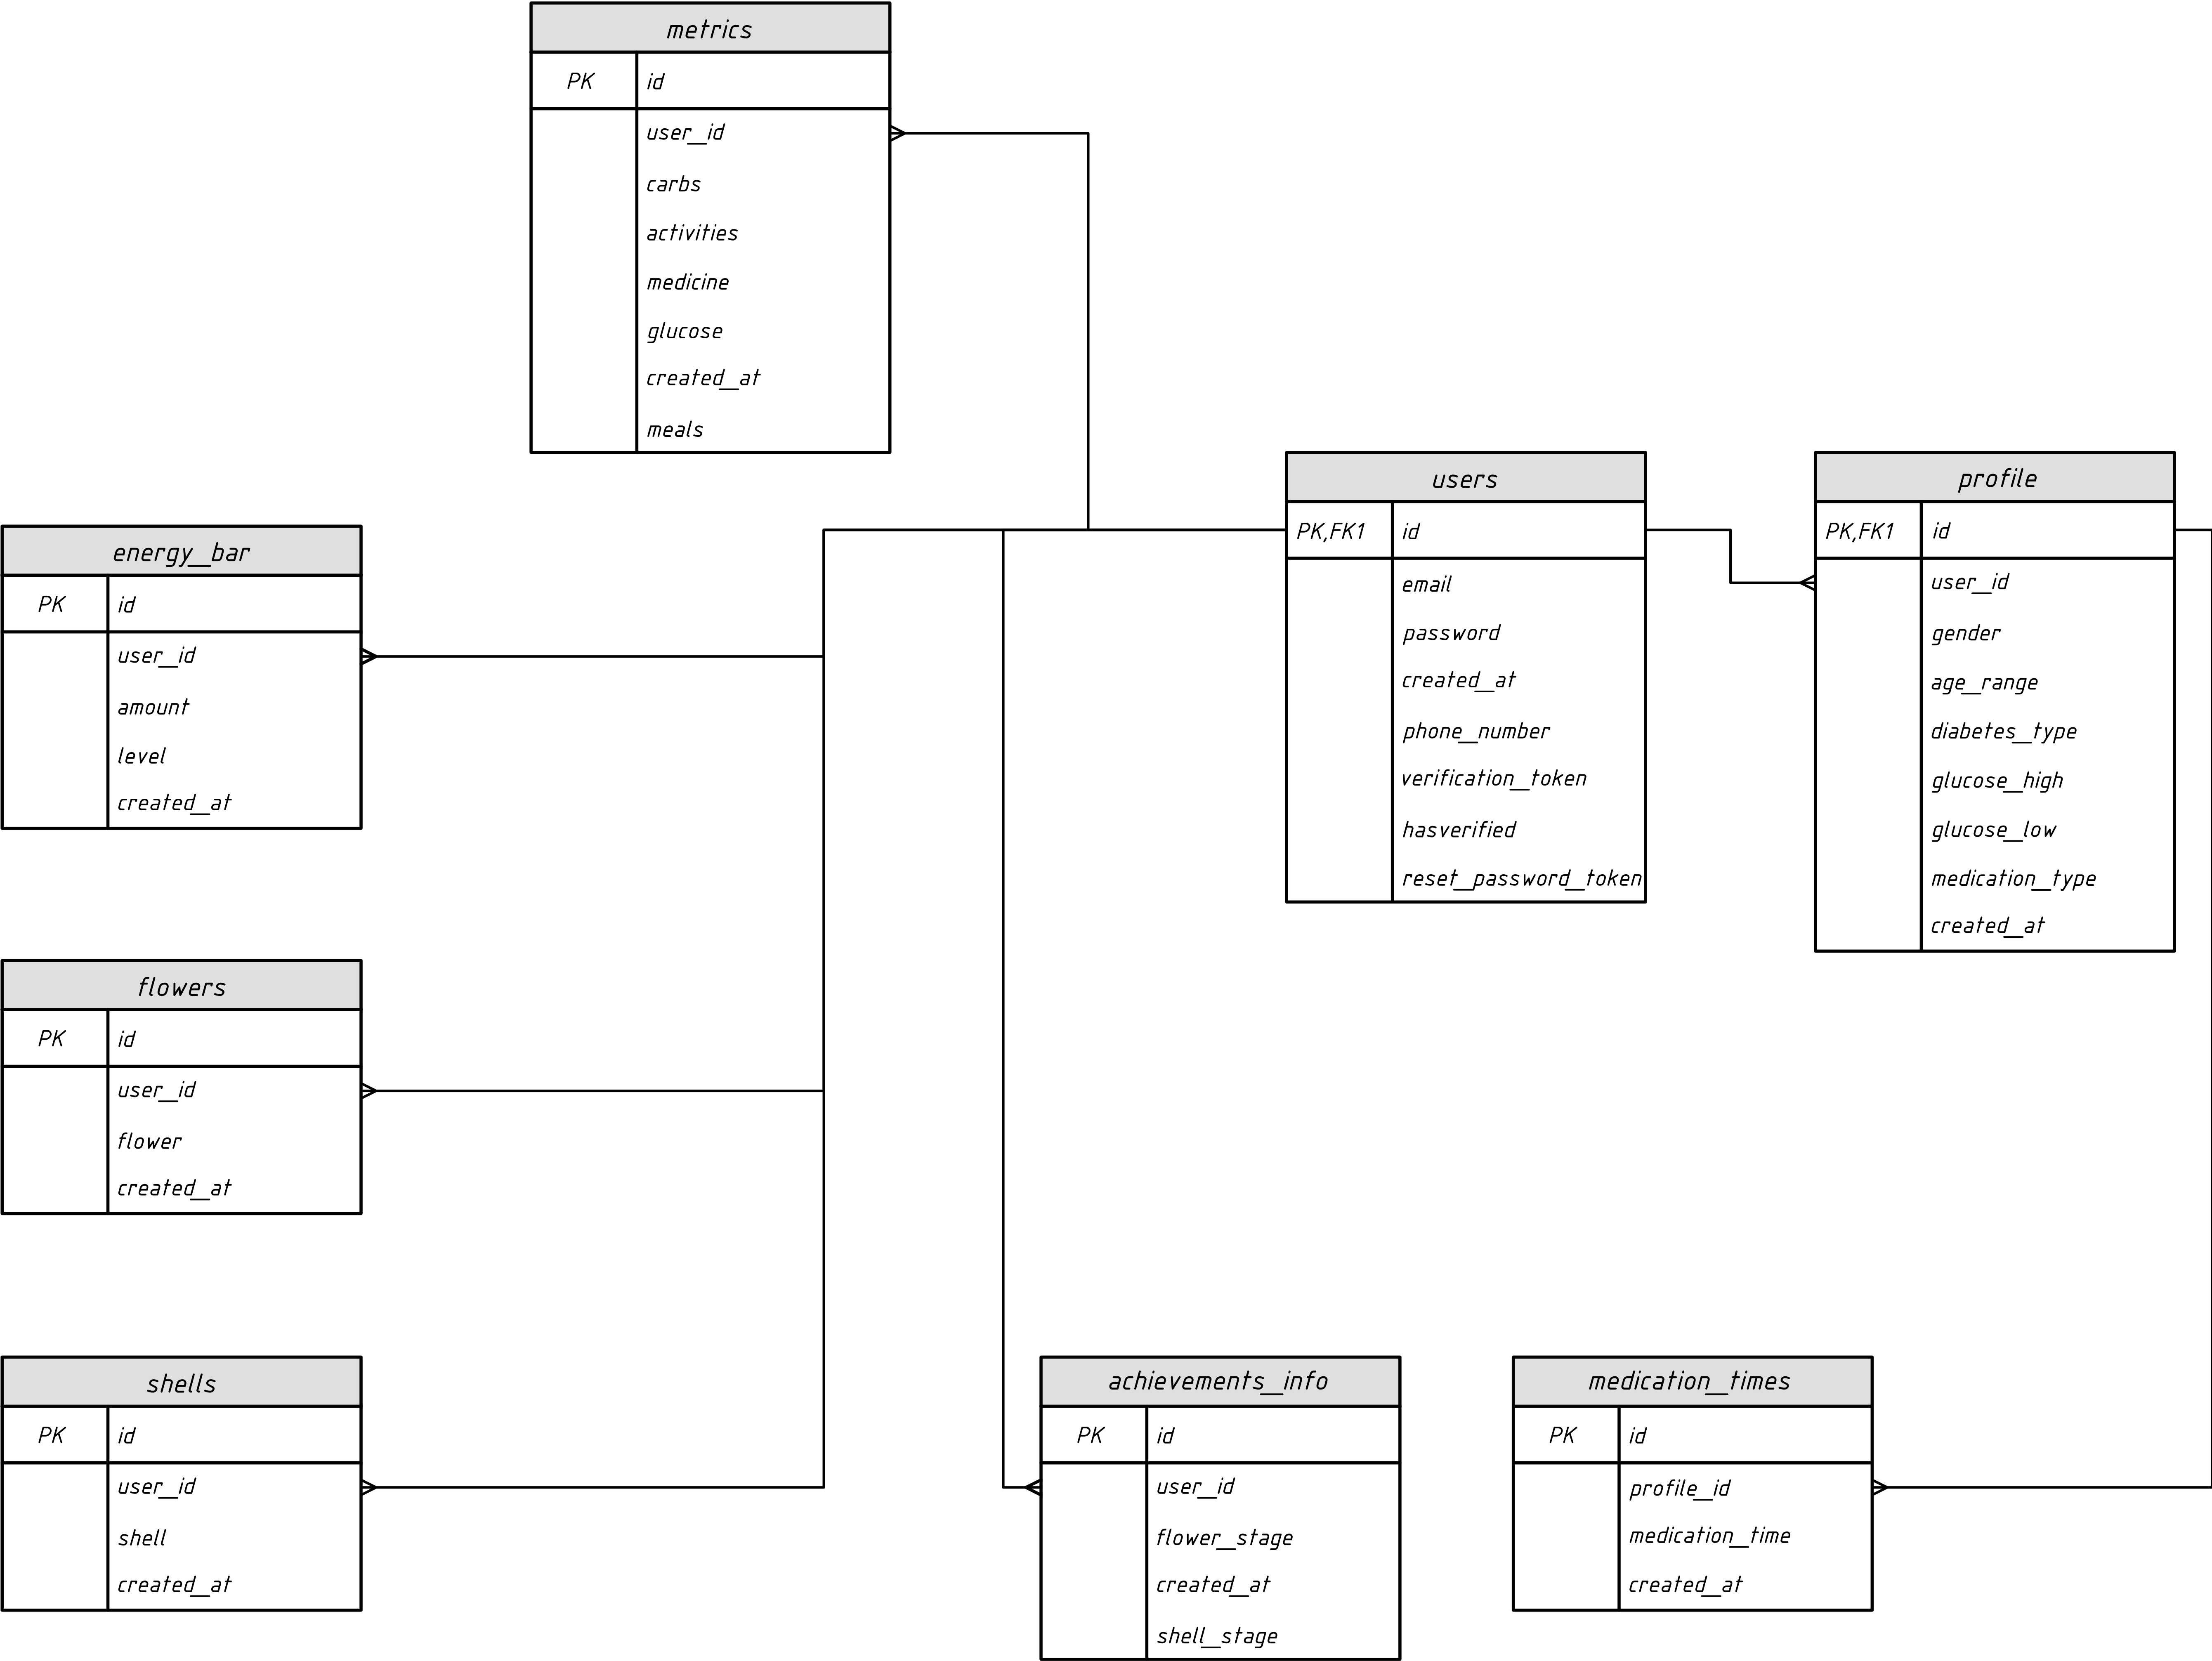 metrics
PK id
user_id
carbs
activities
medicine
glucose
created_at
meals
users
PK,FK1 id
email
password
created_at
phone_number
verification_token
hasverified
reset_password_token
profile
PK,FK1 id
user_id
gender
age_range
diabetes_type
glucose_high
glucose_low
medication_type
created_at
energy_bar
PK id
user_id
amount
level
created_at
flowers
PK id
user_id
flower
created_at
shells
PK id
user_id
shell
created_at
achievements_info
PK id
user_id
flower_stage
created_at
shell_stage
medication_times
PK id
profile_id
medication_time
created_at